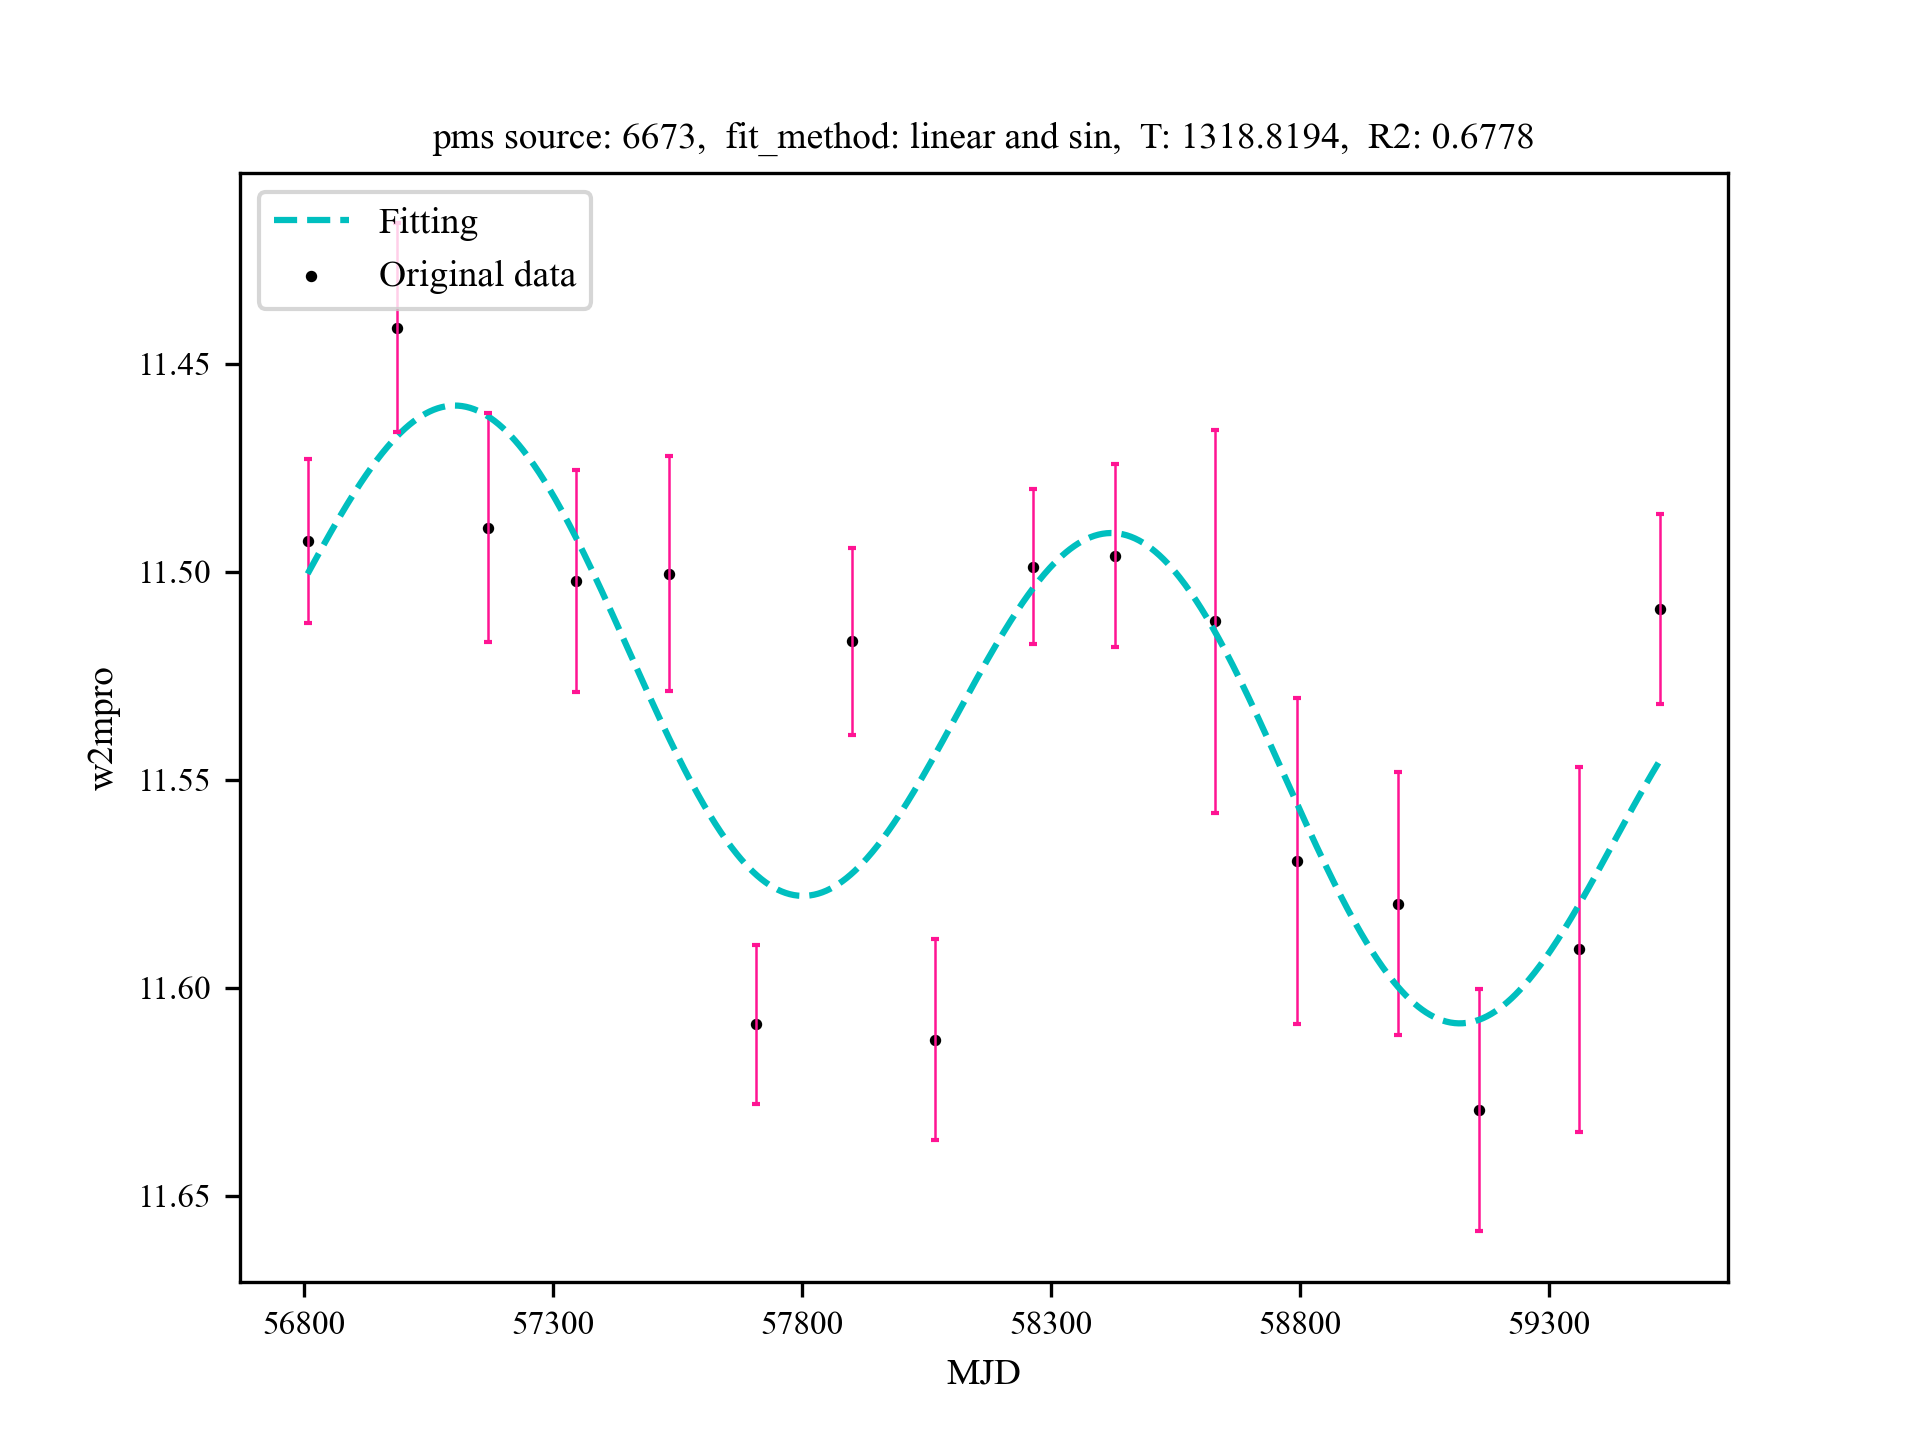 pms source: 6673, fit_method: linear and sin, T: 1318.8194, R2: 0.6778
Fitting
Original data
11.45
11.50
11.55
11.60
11.65
w2mpro
56800 57300 57800 58300 58800 59300
MJD